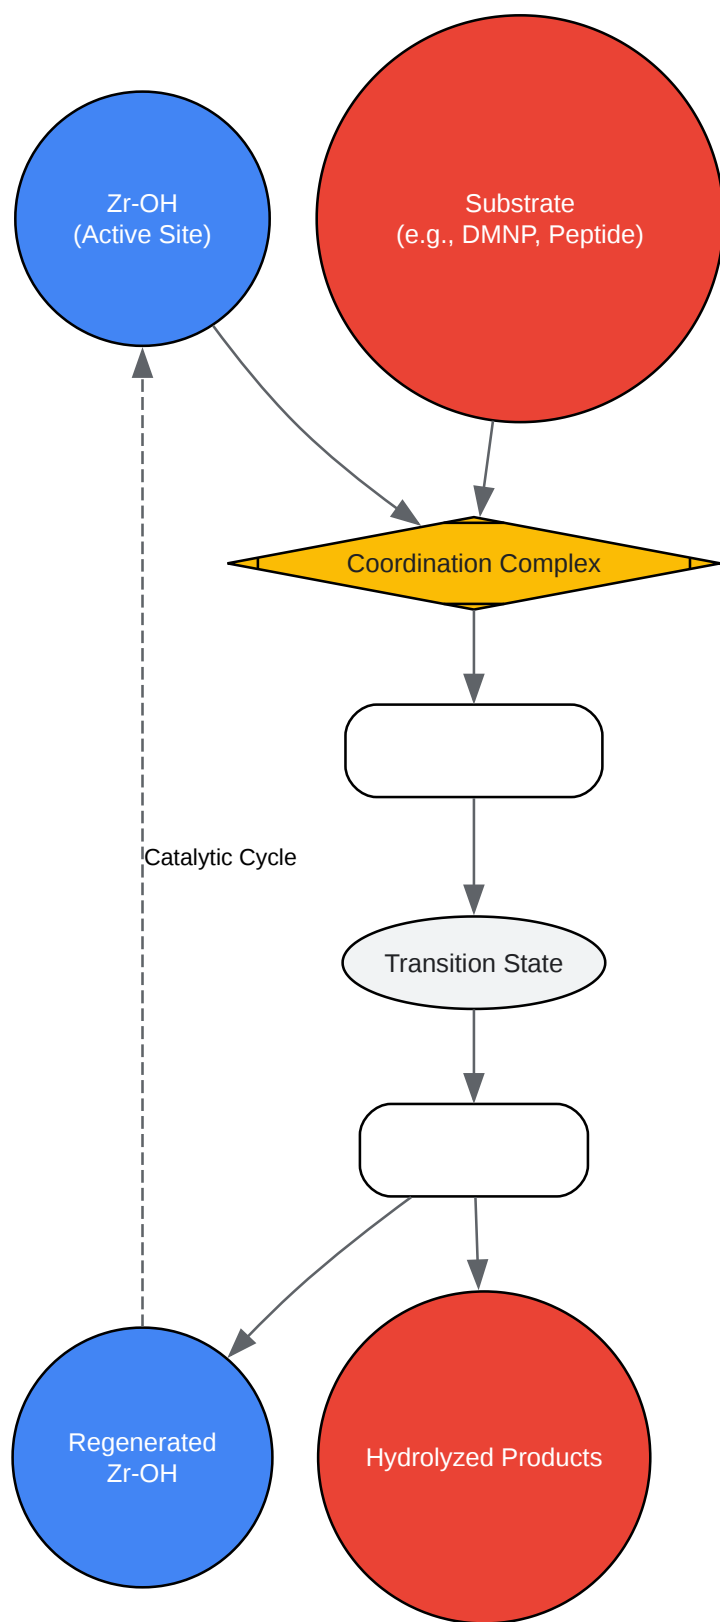 Zr-OH
(Active Site)
Substrate
(e.g., DMNP, Peptide)
Coordination Complex
Catalytic Cycle
Transition State
Regenerated
Zr-OH
Hydrolyzed Products